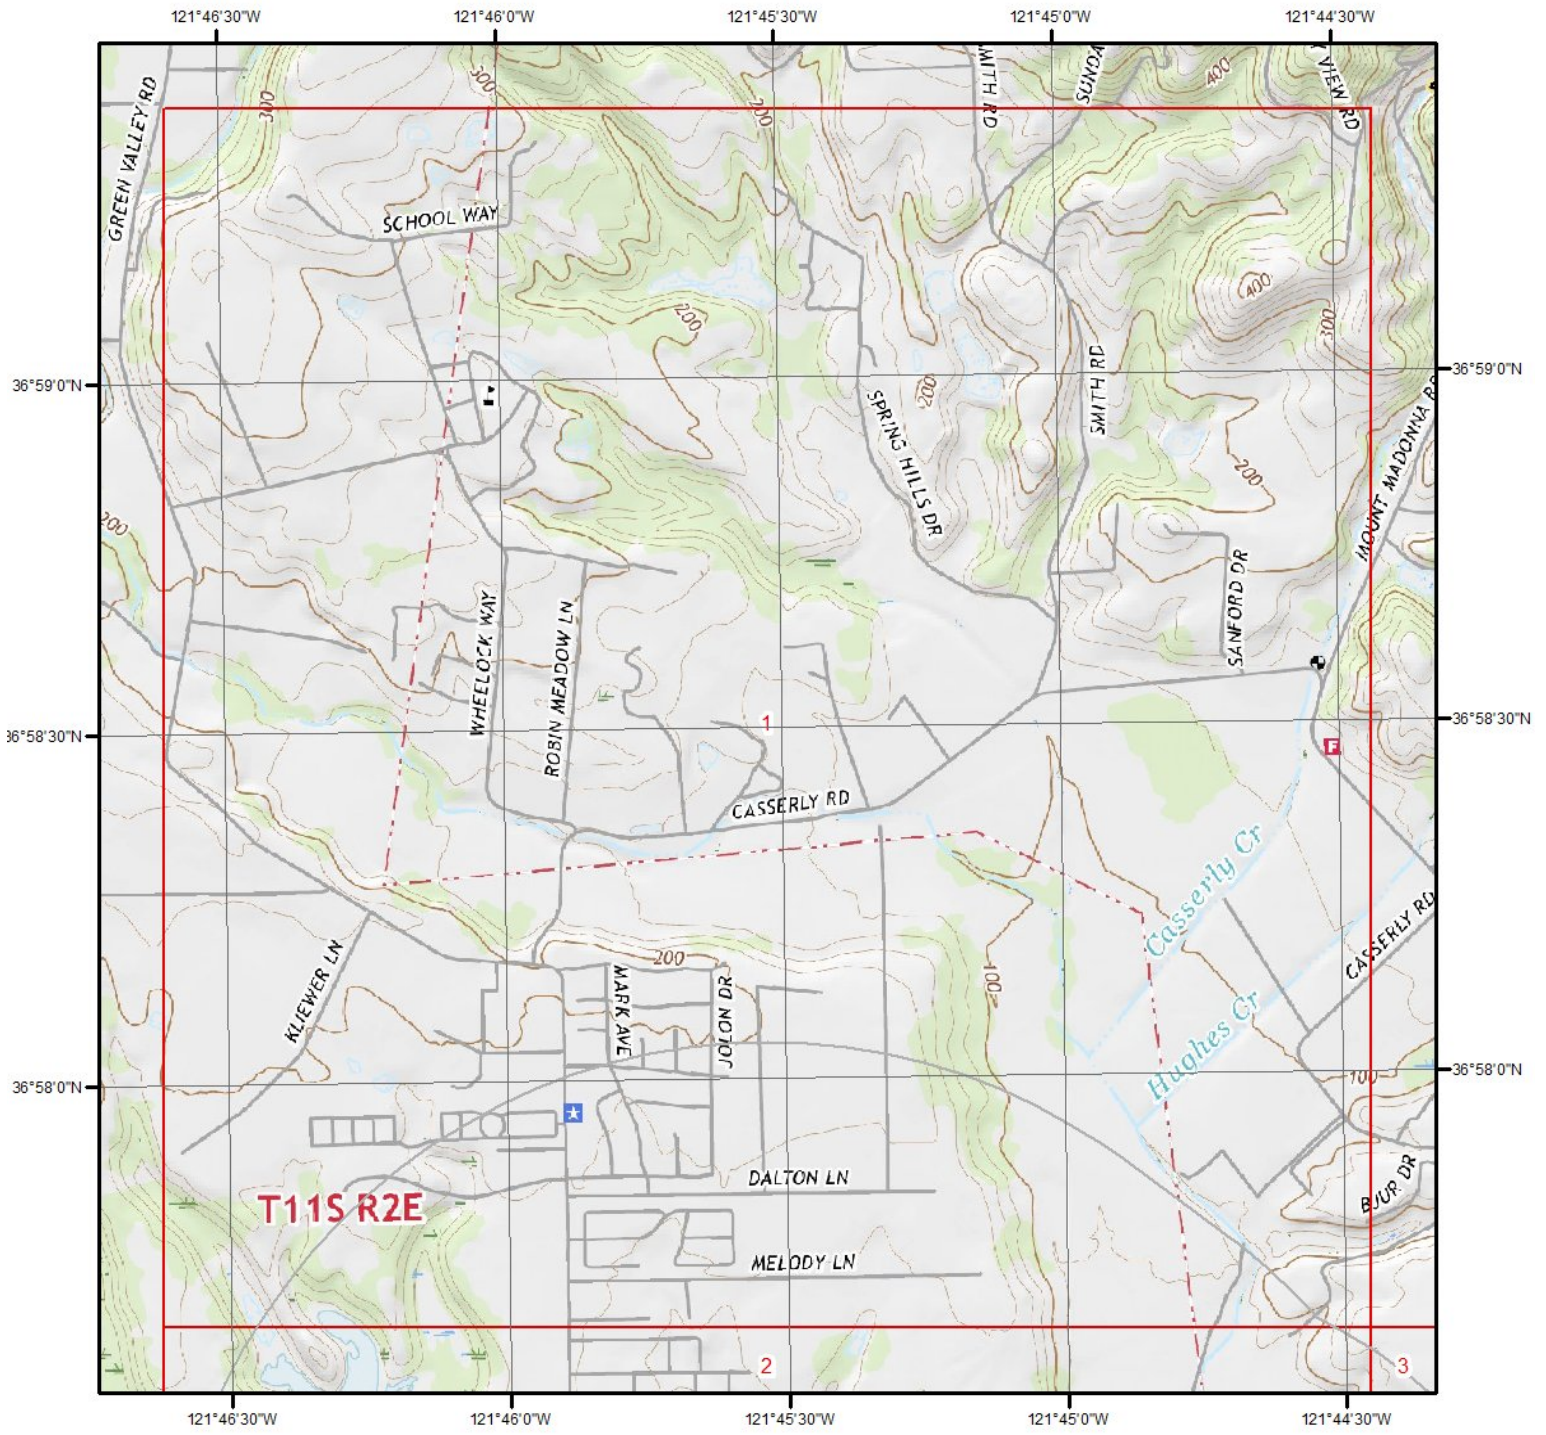 121°46'30"W 121°46'0"W 121°45'30"W 121°45'0"W 121°44'30"W
GREEN VALLEY RD
300
300
200
SUNDA
400
VIEW RD
SCHOOL WAY
400
200
300
36°59'0"N
36°59'0"N
SMITH RD
200
SPRING HILLS DR
MOUNT MADONNA RD
200
200
SANFORD DR
WHEELOCK WAY
ROBIN MEADOW LN
1
36°58'30"N
36°58'30"N
F
CASSERLY RD
Casserly Cr
CASSERLY RD
KLIEWER LN
200
MARK AVE
JOLON DR
100
Hughes Cr
36°58'0"N
36°58'0"N
100
DALTON LN
BJUR DR
T11S R2E
MELODY LN
2
3
121°46'30"W 121°46'0"W 121°45'30"W 121°45'0"W 121°44'30"W